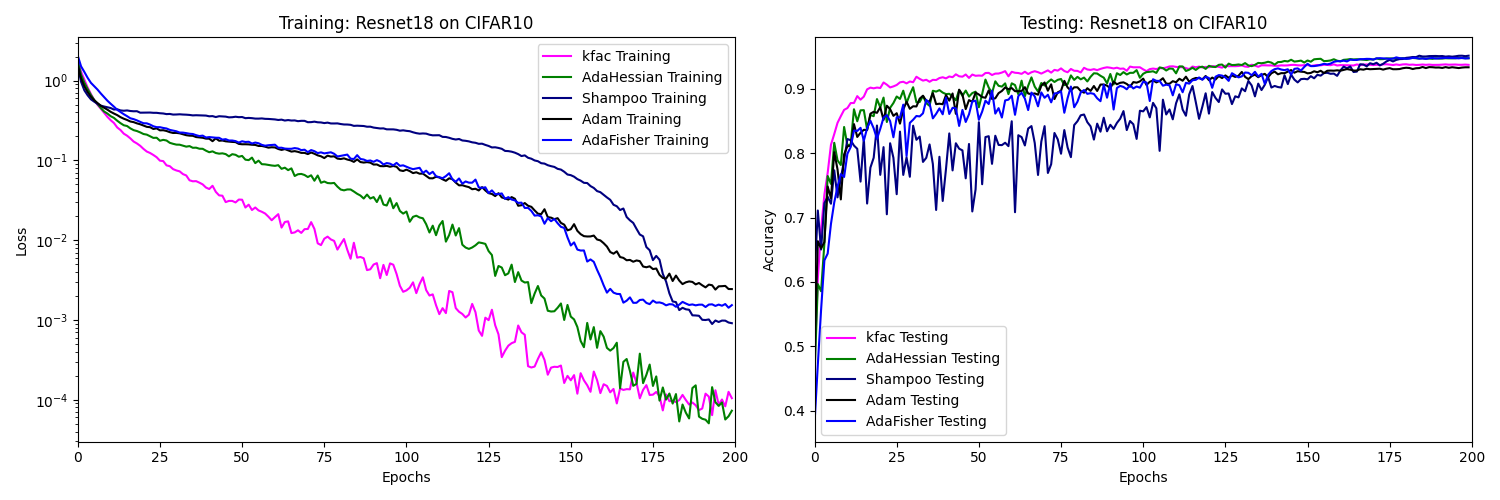 Training: Resnet18 on CIFAR10
kfac Training
AdaHessian Training
Shampoo Training
Adam Training
AdaFisher Training
10⁰
10⁻¹
10⁻²
10⁻³
10⁻⁴
Loss
0 25 50 75 100 125 150 175 200
Epochs
Testing: Resnet18 on CIFAR10
0.9
0.8
0.7
0.6
0.5
0.4
Accuracy
kfac Testing
AdaHessian Testing
Shampoo Testing
Adam Testing
AdaFisher Testing
0 25 50 75 100 125 150 175 200
Epochs